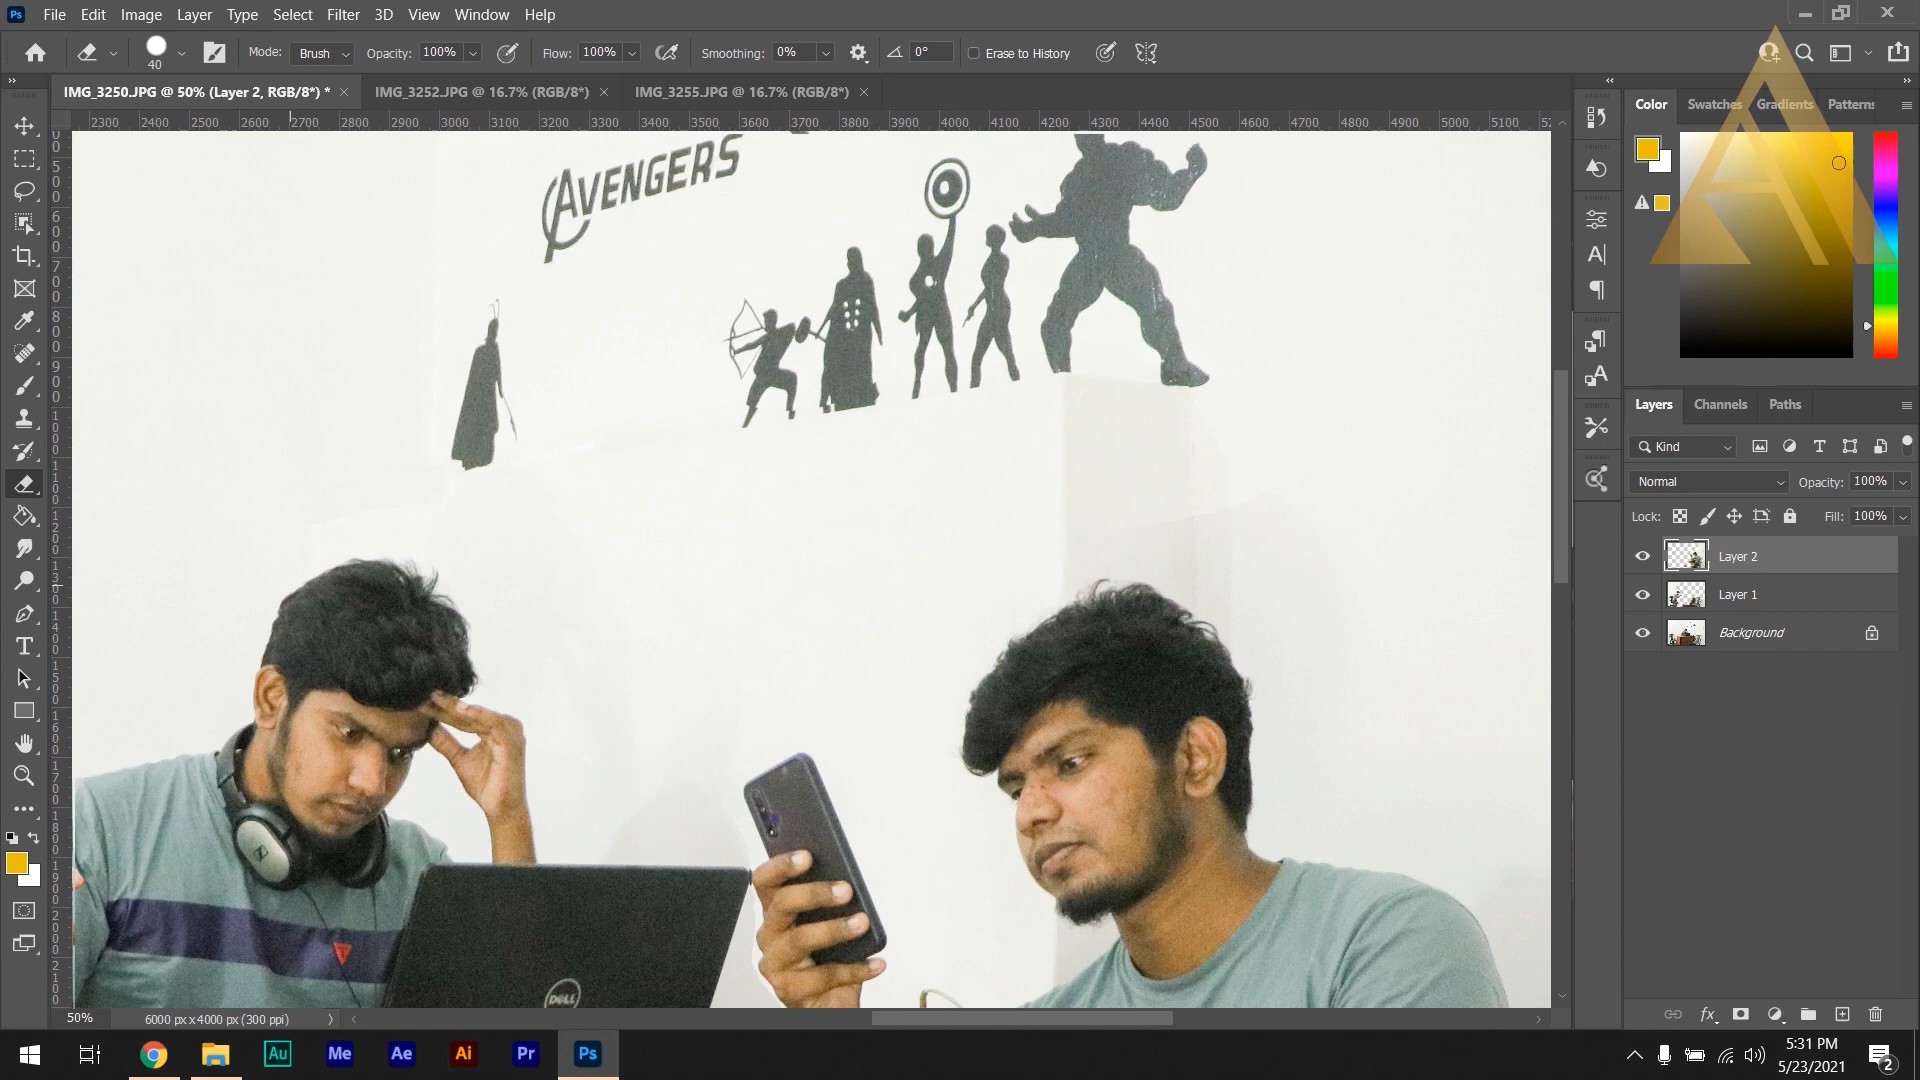 Ps File Edit Image Layer Type Select Filter 3D View Window Help
40 Mode: Brush Opacity: 100% Flow: 100% Smoothing: 0% 0° Erase to History
IMG_3250.JPG @ 50% (Layer 2, RGB/8*) * IMG_3252.JPG @ 16.7% (RGB/8*) IMG_3255.JPG @ 16.7% (RGB/8*)
2300 2400 2500 2600 2700 2800 2900 3000 3100 3200 3300 3400 3500 3600 3700 3800 3900 4000 4100 4200 4300 4400 4500 4600 4700 4800 4900 5000 5100
AVENGERS
DELL
Color Swatches Gradients Patterns
Layers Channels Paths
Kind
Normal Opacity: 100%
Lock: Fill: 100%
Layer 2
Layer 1
Background
50% 6000 px x 4000 px (300 ppi)
Au Me Ae Ai Pr Ps
5:31 PM
5/23/2021
2